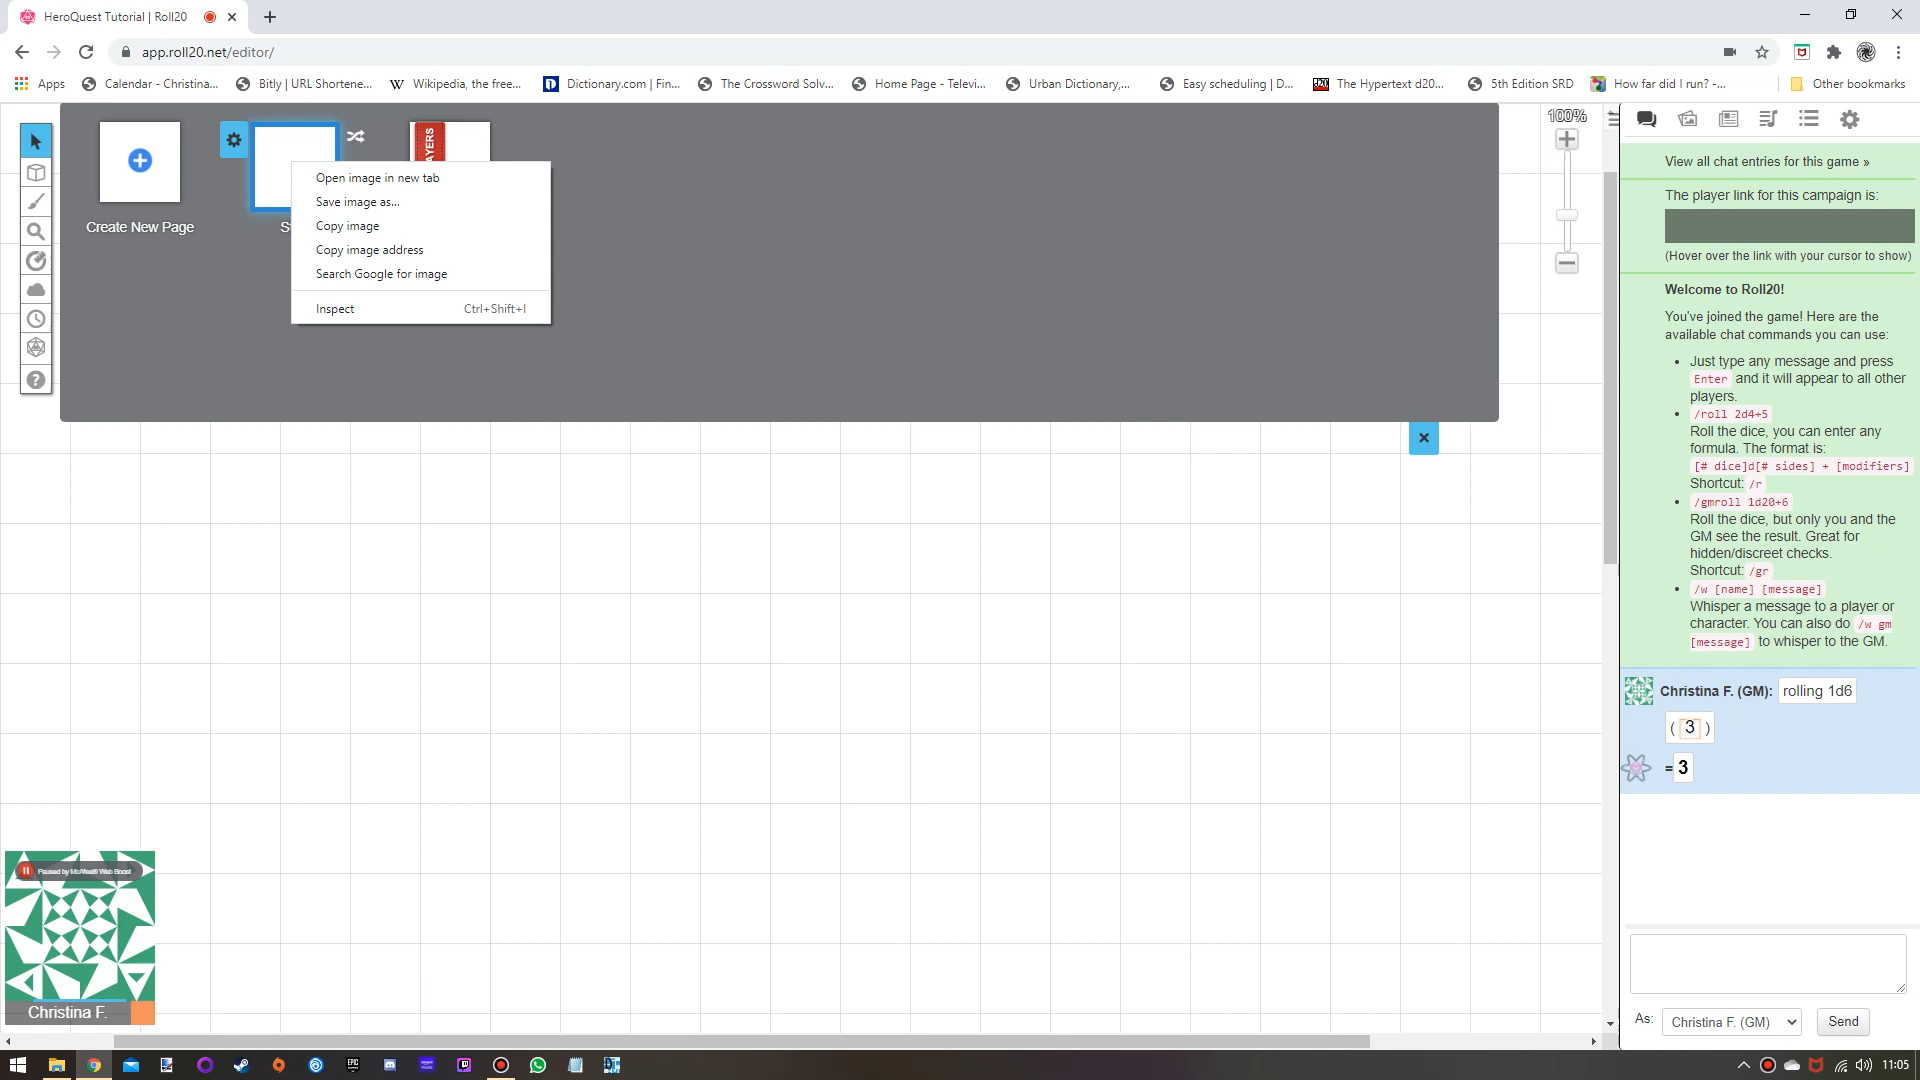 HeroQuest Tutorial | Roll20
app.roll20.net/editor/
Apps
Calendar - Christina...
Bitly | URL Shortene...
Wikipedia, the free...
Dictionary.com | Fin...
The Crossword Solv...
Home Page - Televi...
Urban Dictionary,...
Easy scheduling | D...
The Hypertext d20...
5th Edition SRD
How far did I run? -...
Other bookmarks
Create New Page
Open image in new tab
Save image as...
Copy image
Copy image address
Search Google for image
Inspect Ctrl+Shift+I
100%
View all chat entries for this game »
The player link for this campaign is:
(Hover over the link with your cursor to show)
Welcome to Roll20!
You've joined the game! Here are the
available chat commands you can use:
Just type any message and press
Enter and it will appear to all other
players.
/roll 2d4+5
Roll the dice, you can enter any
formula. The format is:
[# dice]d[# sides] + [modifiers]
Shortcut: /r
/gmroll 1d20+6
Roll the dice, but only you and the
GM see the result. Great for
hidden/discreet checks.
Shortcut: /gr
/w [name] [message]
Whisper a message to a player or
character. You can also do /w gm
[message] to whisper to the GM.
Christina F. (GM): rolling 1d6
( 3 )
=3
Paused by McAfee® Web Boost
Christina F.
As: Christina F. (GM) Send
11:05